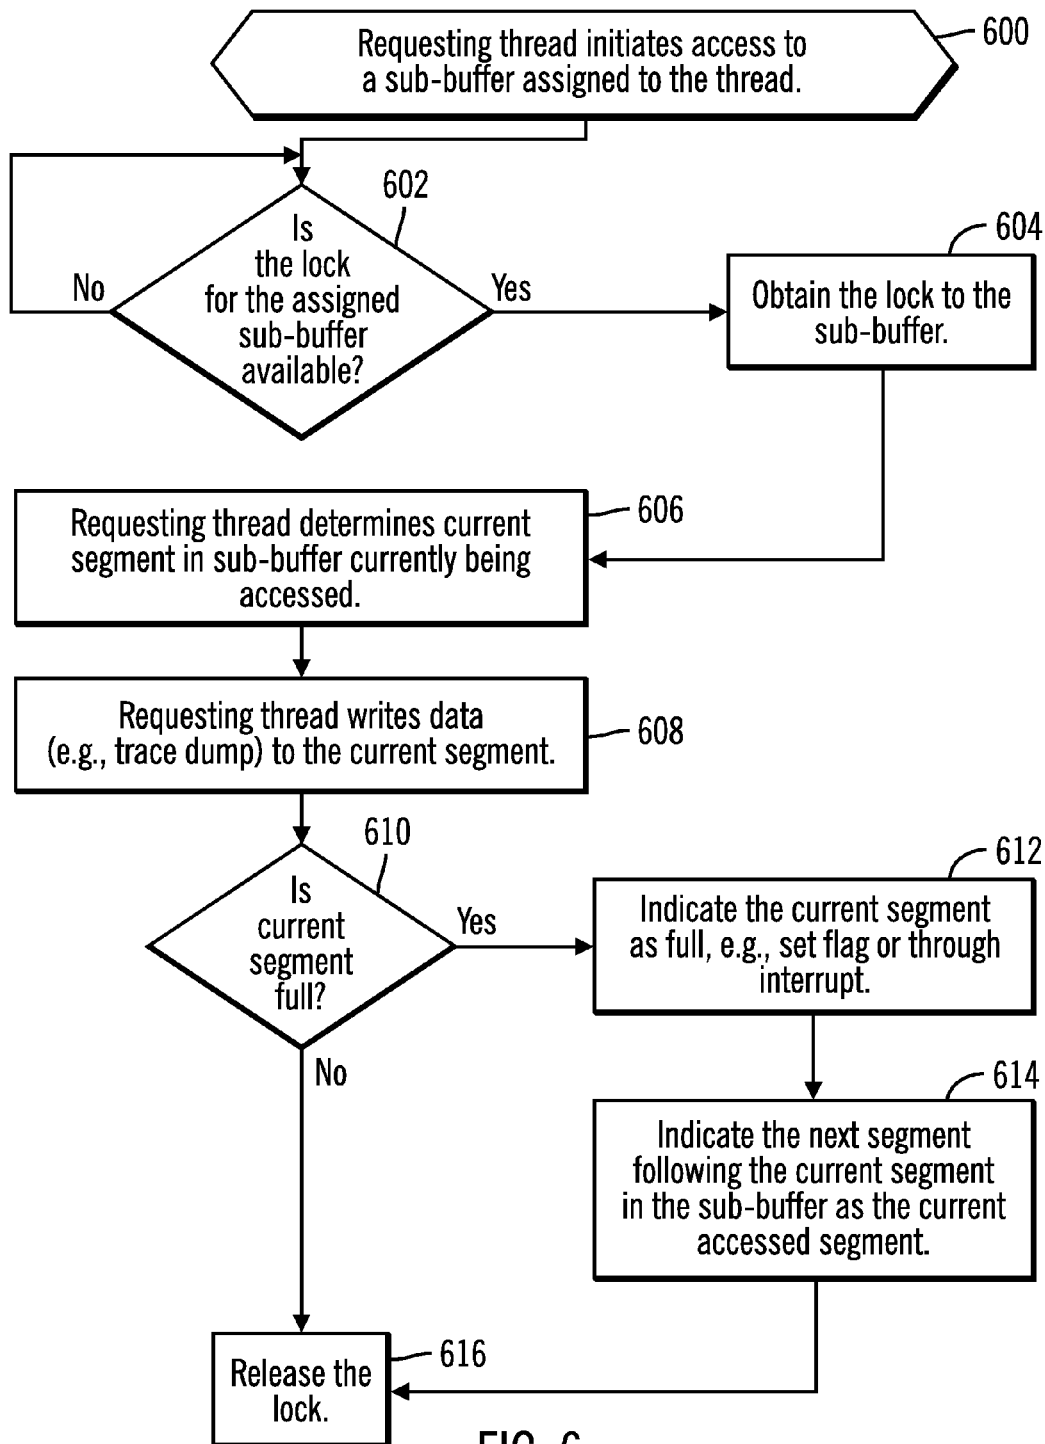 Requesting thread initiates access to
a sub-buffer assigned to the thread.
600
602
Is
the lock
for the assigned
sub-buffer
available?
No
Yes
604
Obtain the lock to the
sub-buffer.
Requesting thread determines current
segment in sub-buffer currently being
accessed.
606
Requesting thread writes data
(e.g., trace dump) to the current segment.
608
610
Is
current
segment
full?
Yes
No
612
Indicate the current segment
as full, e.g., set flag or through
interrupt.
614
Indicate the next segment
following the current segment
in the sub-buffer as the current
accessed segment.
Release the
lock.
616
FIG. 6